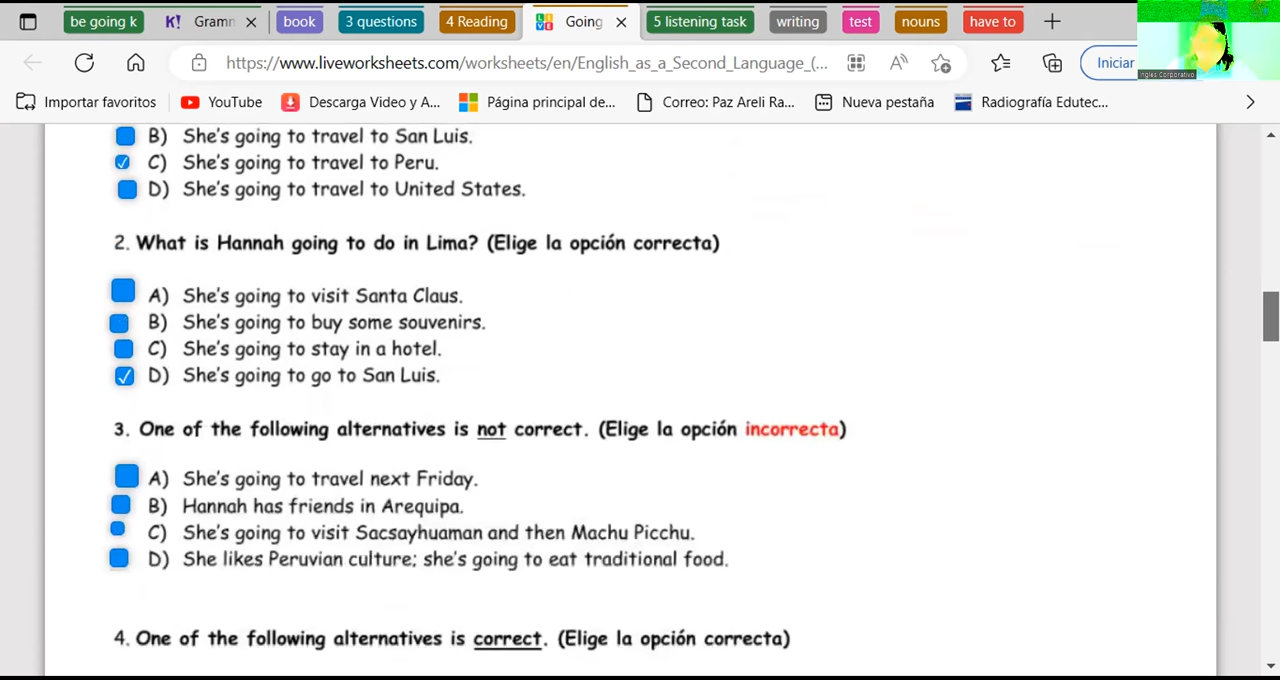 be going k
Gramr
book
3 questions
4 Reading
Going
5 listening task
writing
test
nouns
have to
https://www.liveworksheets.com/worksheets/en/English_as_a_Second_Language_(...
Iniciar
Ingles Corporativo
Importar favoritos
YouTube
Descarga Video y A...
Página principal de...
Correo: Paz Areli Ra...
Nueva pestaña
Radiografía Edutec...
B) She's going to travel to San Luis.
C) She's going to travel to Peru.
D) She's going to travel to United States.
2. What is Hannah going to do in Lima? (Elige la opción correcta)
A) She's going to visit Santa Claus.
B) She's going to buy some souvenirs.
C) She's going to stay in a hotel.
D) She's going to go to San Luis.
3. One of the following alternatives is not correct. (Elige la opción incorrecta)
A) She's going to travel next Friday.
B) Hannah has friends in Arequipa.
C) She's going to visit Sacsayhuaman and then Machu Picchu.
D) She likes Peruvian culture; she's going to eat traditional food.
4. One of the following alternatives is correct. (Elige la opción correcta)